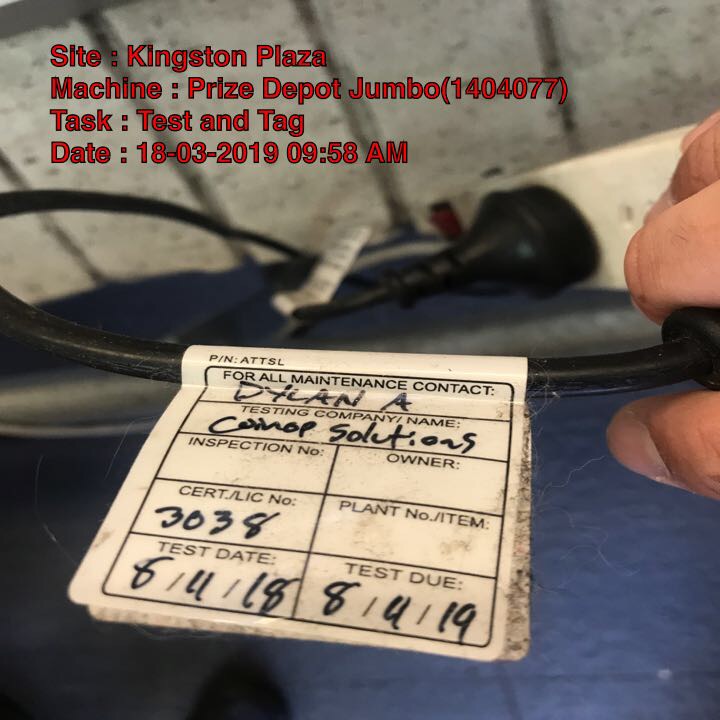 Site : Kingston Plaza
Machine : Prize Depot Jumbo(1404077)
Task : Test and Tag
Date : 18-03-2019 09:58 AM
P/N: ATTSL
FOR ALL MAINTENANCE CONTACT:
DYLAN A
TESTING COMPANY/NAME:
Coinop Solutions
INSPECTION No:
OWNER:
CERT./LIC No:
3038
PLANT No./ITEM:
TEST DATE:
8/11/18
TEST DUE:
8/11/19